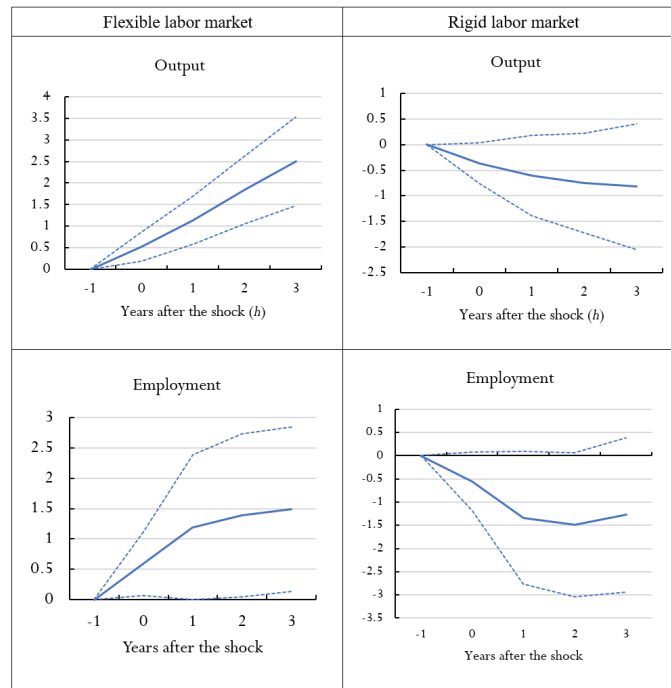 Flexible labor market
Rigid labor market
Output
4
3.5
3
2.5
2
1.5
1
0.5
0
-1 0 1 2 3
Years after the shock (h)
Output
1
0.5
0
-0.5
-1
-1.5
-2
-2.5
-1 0 1 2 3
Years after the shock (h)
Employment
3
2.5
2
1.5
1
0.5
0
-1 0 1 2 3
Years after the shock
Employment
1
0.5
0
-0.5
-1
-1.5
-2
-2.5
-3
-3.5
-1 0 1 2 3
Years after the shock